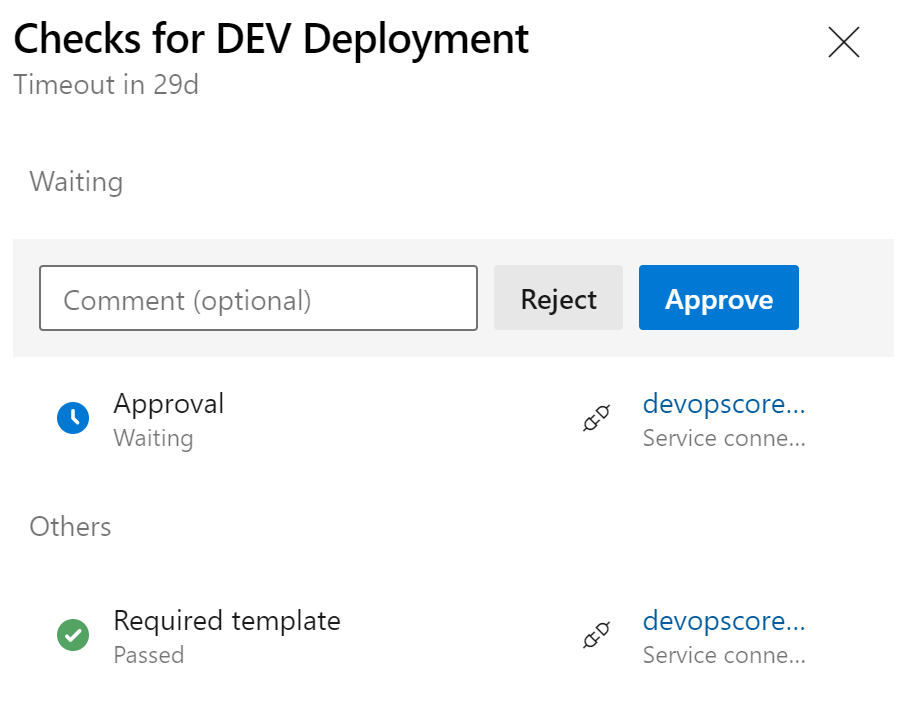 Checks for DEV Deployment
Timeout in 29d
Waiting
Comment (optional)
Reject
Approve
Approval
devopscore...
Waiting
Service conne...
Others
Required template
devopscore...
Passed
Service conne...